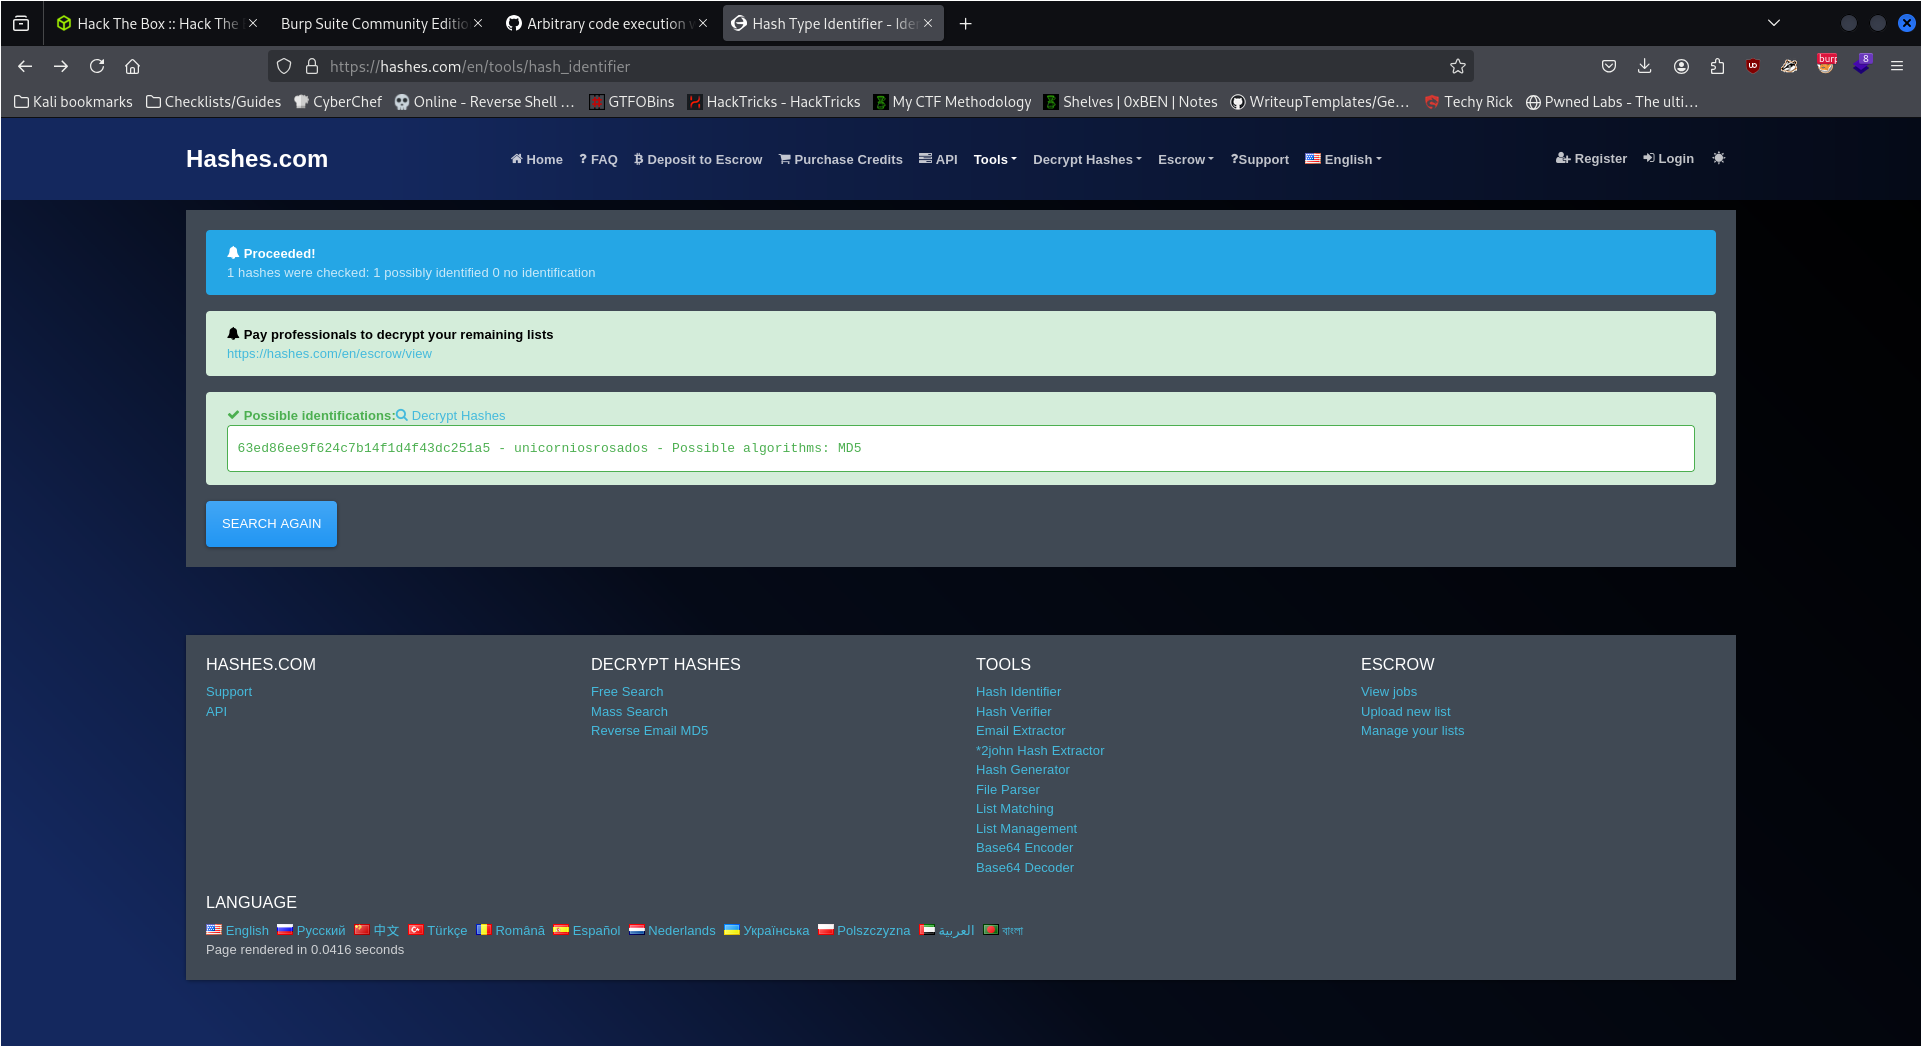 Hack The Box :: Hack The
Burp Suite Community Editio
Arbitrary code execution
Hash Type Identifier - Ide
https://hashes.com/en/tools/hash_identifier
burp
8
Kali bookmarks
Checklists/Guides
CyberChef
Online - Reverse Shell …
GTFOBins
HackTricks - HackTricks
My CTF Methodology
Shelves | 0xBEN | Notes
WriteupTemplates/Ge…
Techy Rick
Pwned Labs - The ulti…
Hashes.com
Home
? FAQ
Deposit to Escrow
Purchase Credits
API
Tools
Decrypt Hashes
Escrow
?Support
English
Register
Login
Proceeded!
1 hashes were checked: 1 possibly identified 0 no identification
Pay professionals to decrypt your remaining lists
https://hashes.com/en/escrow/view
Possible identifications: Decrypt Hashes
63ed86ee9f624c7b14f1d4f43dc251a5 - unicorniosrosados - Possible algorithms: MD5
SEARCH AGAIN
HASHES.COM
Support
API
DECRYPT HASHES
Free Search
Mass Search
Reverse Email MD5
TOOLS
Hash Identifier
Hash Verifier
Email Extractor
*2john Hash Extractor
Hash Generator
File Parser
List Matching
List Management
Base64 Encoder
Base64 Decoder
ESCROW
View jobs
Upload new list
Manage your lists
LANGUAGE
English Русский 中文 Türkçe Română Español Nederlands Українська Polszczyzna العربية বাংলা
Page rendered in 0.0416 seconds